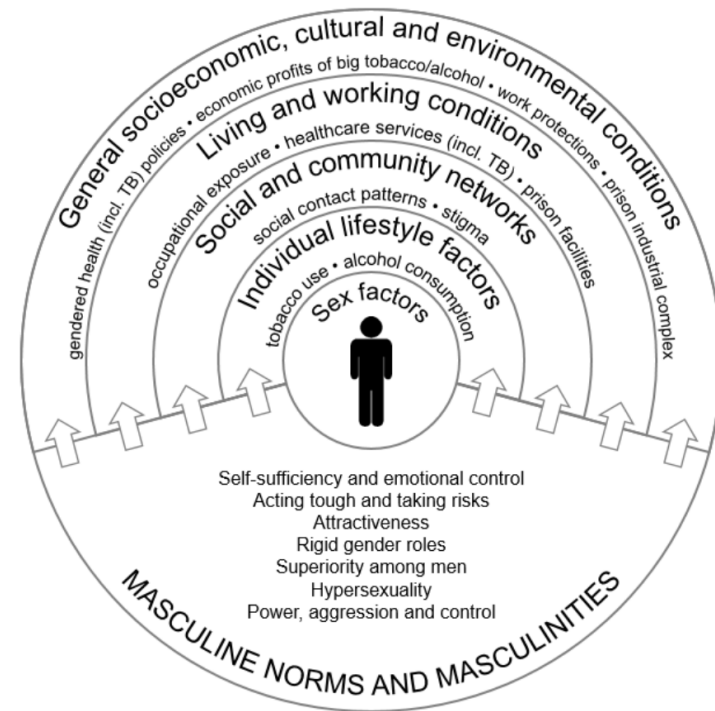 General socioeconomic, cultural and environmental conditions
gendered health (incl. TB) policies • economic profits of big tobacco/alcohol • work protections • prison industrial complex
Living and working conditions
occupational exposure • healthcare services (incl. TB) • prison facilities
Social and community networks
social contact patterns • stigma
Individual lifestyle factors
tobacco use • alcohol consumption
Sex factors
Self-sufficiency and emotional control
Acting tough and taking risks
Attractiveness
Rigid gender roles
Superiority among men
Hypersexuality
Power, aggression and control
MASCULINE NORMS AND MASCULINITIES